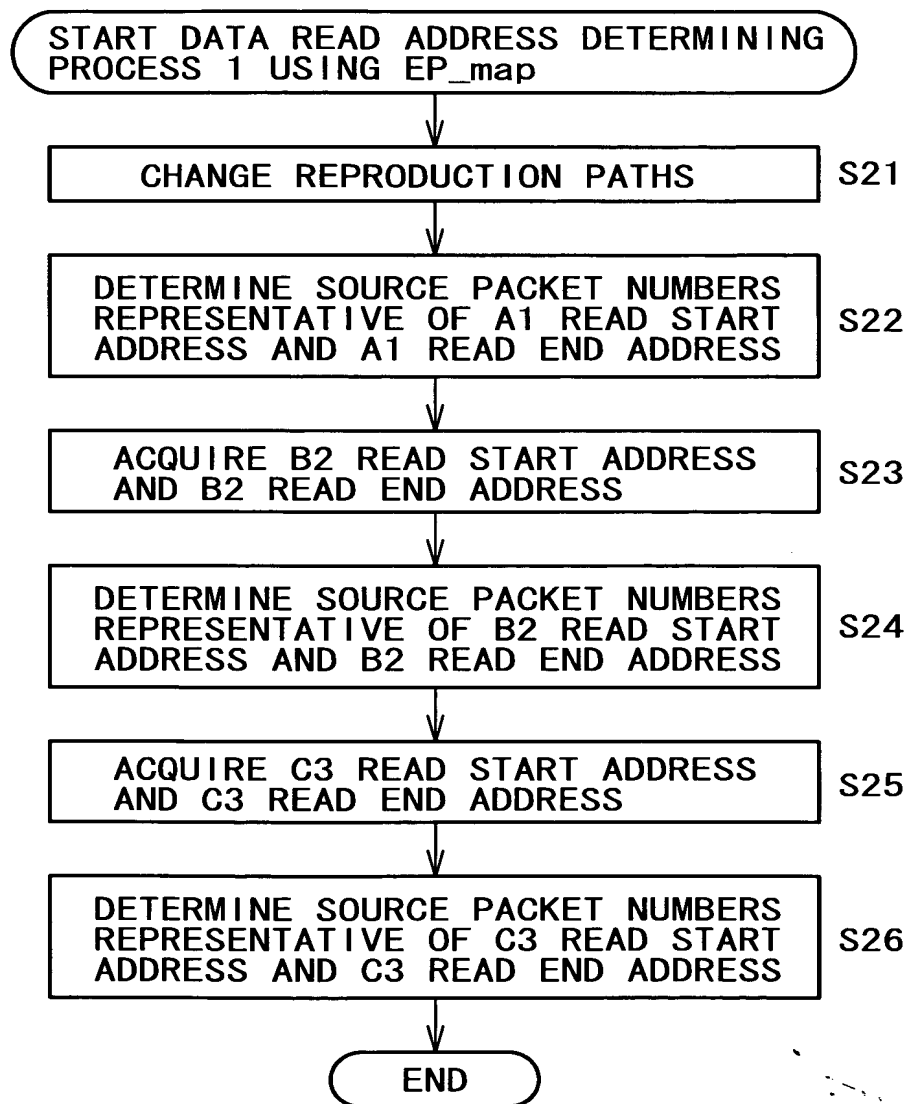 START DATA READ ADDRESS DETERMINING
PROCESS 1 USING EP_map
CHANGE REPRODUCTION PATHS
S21
DETERMINE SOURCE PACKET NUMBERS
REPRESENTATIVE OF A1 READ START
ADDRESS AND A1 READ END ADDRESS
S22
ACQUIRE B2 READ START ADDRESS
AND B2 READ END ADDRESS
S23
DETERMINE SOURCE PACKET NUMBERS
REPRESENTATIVE OF B2 READ START
ADDRESS AND B2 READ END ADDRESS
S24
ACQUIRE C3 READ START ADDRESS
AND C3 READ END ADDRESS
S25
DETERMINE SOURCE PACKET NUMBERS
REPRESENTATIVE OF C3 READ START
ADDRESS AND C3 READ END ADDRESS
S26
END